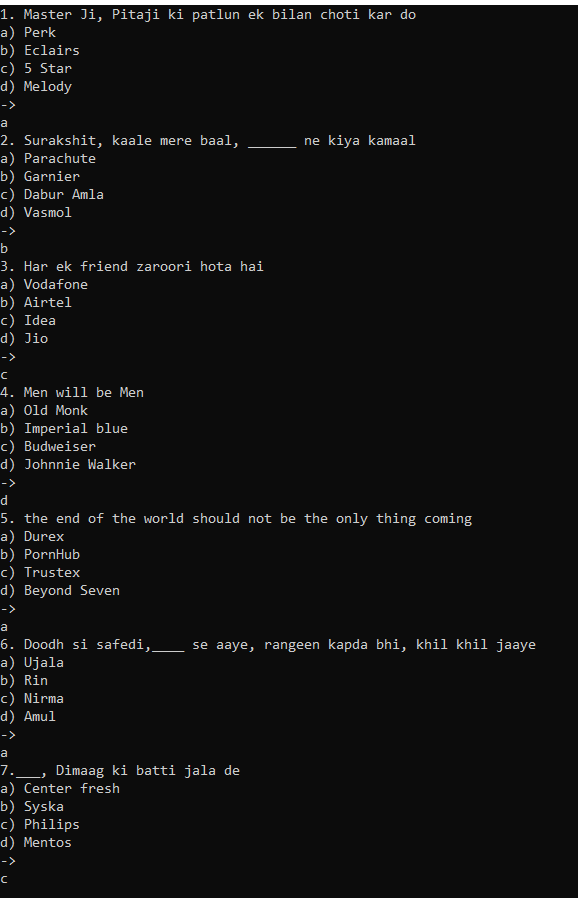 1. Master Ji, Pitaji ki patlun ek bilan choti kar do
a) Perk
b) Eclairs
c) 5 Star
d) Melody
->
a
2. Surakshit, kaale mere baal, ______ ne kiya kamaal
a) Parachute
b) Garnier
c) Dabur Amla
d) Vasmol
->
b
3. Har ek friend zaroori hota hai
a) Vodafone
b) Airtel
c) Idea
d) Jio
->
c
4. Men will be Men
a) Old Monk
b) Imperial blue
c) Budweiser
d) Johnnie Walker
->
d
5. the end of the world should not be the only thing coming
a) Durex
b) PornHub
c) Trustex
d) Beyond Seven
->
a
6. Doodh si safedi,____ se aaye, rangeen kapda bhi, khil khil jaaye
a) Ujala
b) Rin
c) Nirma
d) Amul
->
a
7.___, Dimaag ki batti jala de
a) Center fresh
b) Syska
c) Philips
d) Mentos
->
c